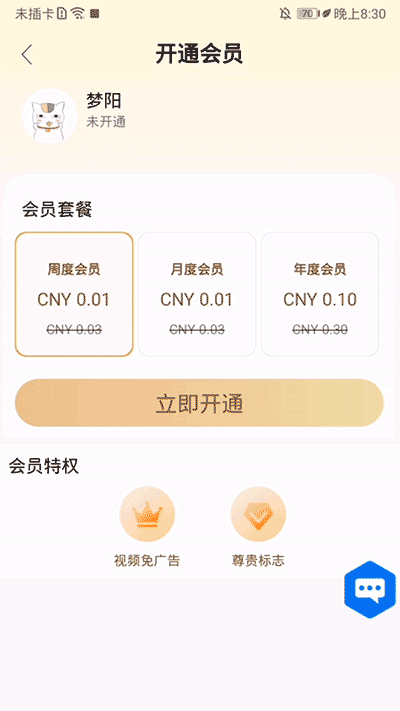 未插卡 70 晚上8:30
开通会员
梦阳
未开通
会员套餐
周度会员 月度会员 年度会员
CNY 0.01 CNY 0.01 CNY 0.10
CNY 0.03 CNY 0.03 CNY 0.30
立即开通
会员特权
视频免广告 尊贵标志